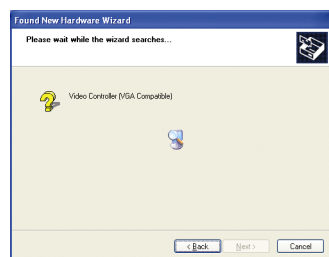 Found New Hardware Wizard
Please wait while the wizard searches...
Video Controller (VGA Compatible)
< Back
Next >
Cancel